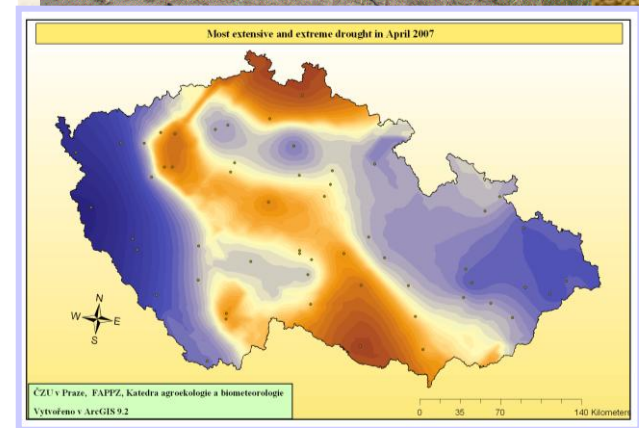 Most extensive and extreme drought in April 2007
N
W E
S
ČZU v Praze, FAPPZ, Katedra agroekologie a biometeorologie
Vytvořeno v ArcGIS 9.2
0 35 70 140 Kilometers